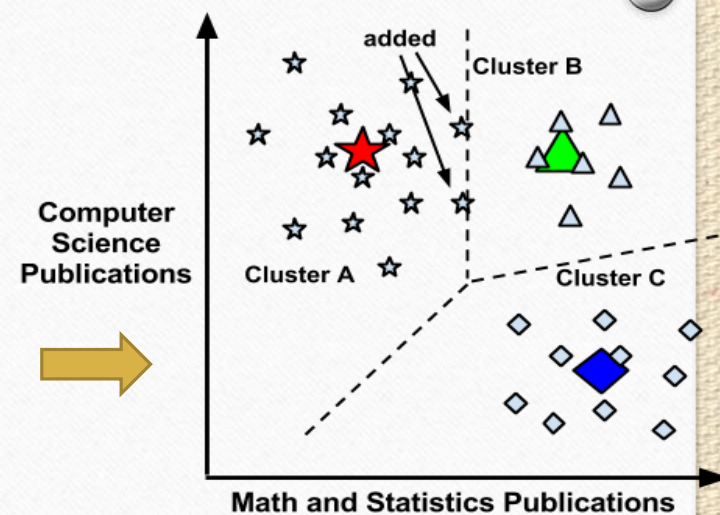 added
Cluster B
Computer
Science
Publications
Cluster A
Cluster C
Math and Statistics Publications